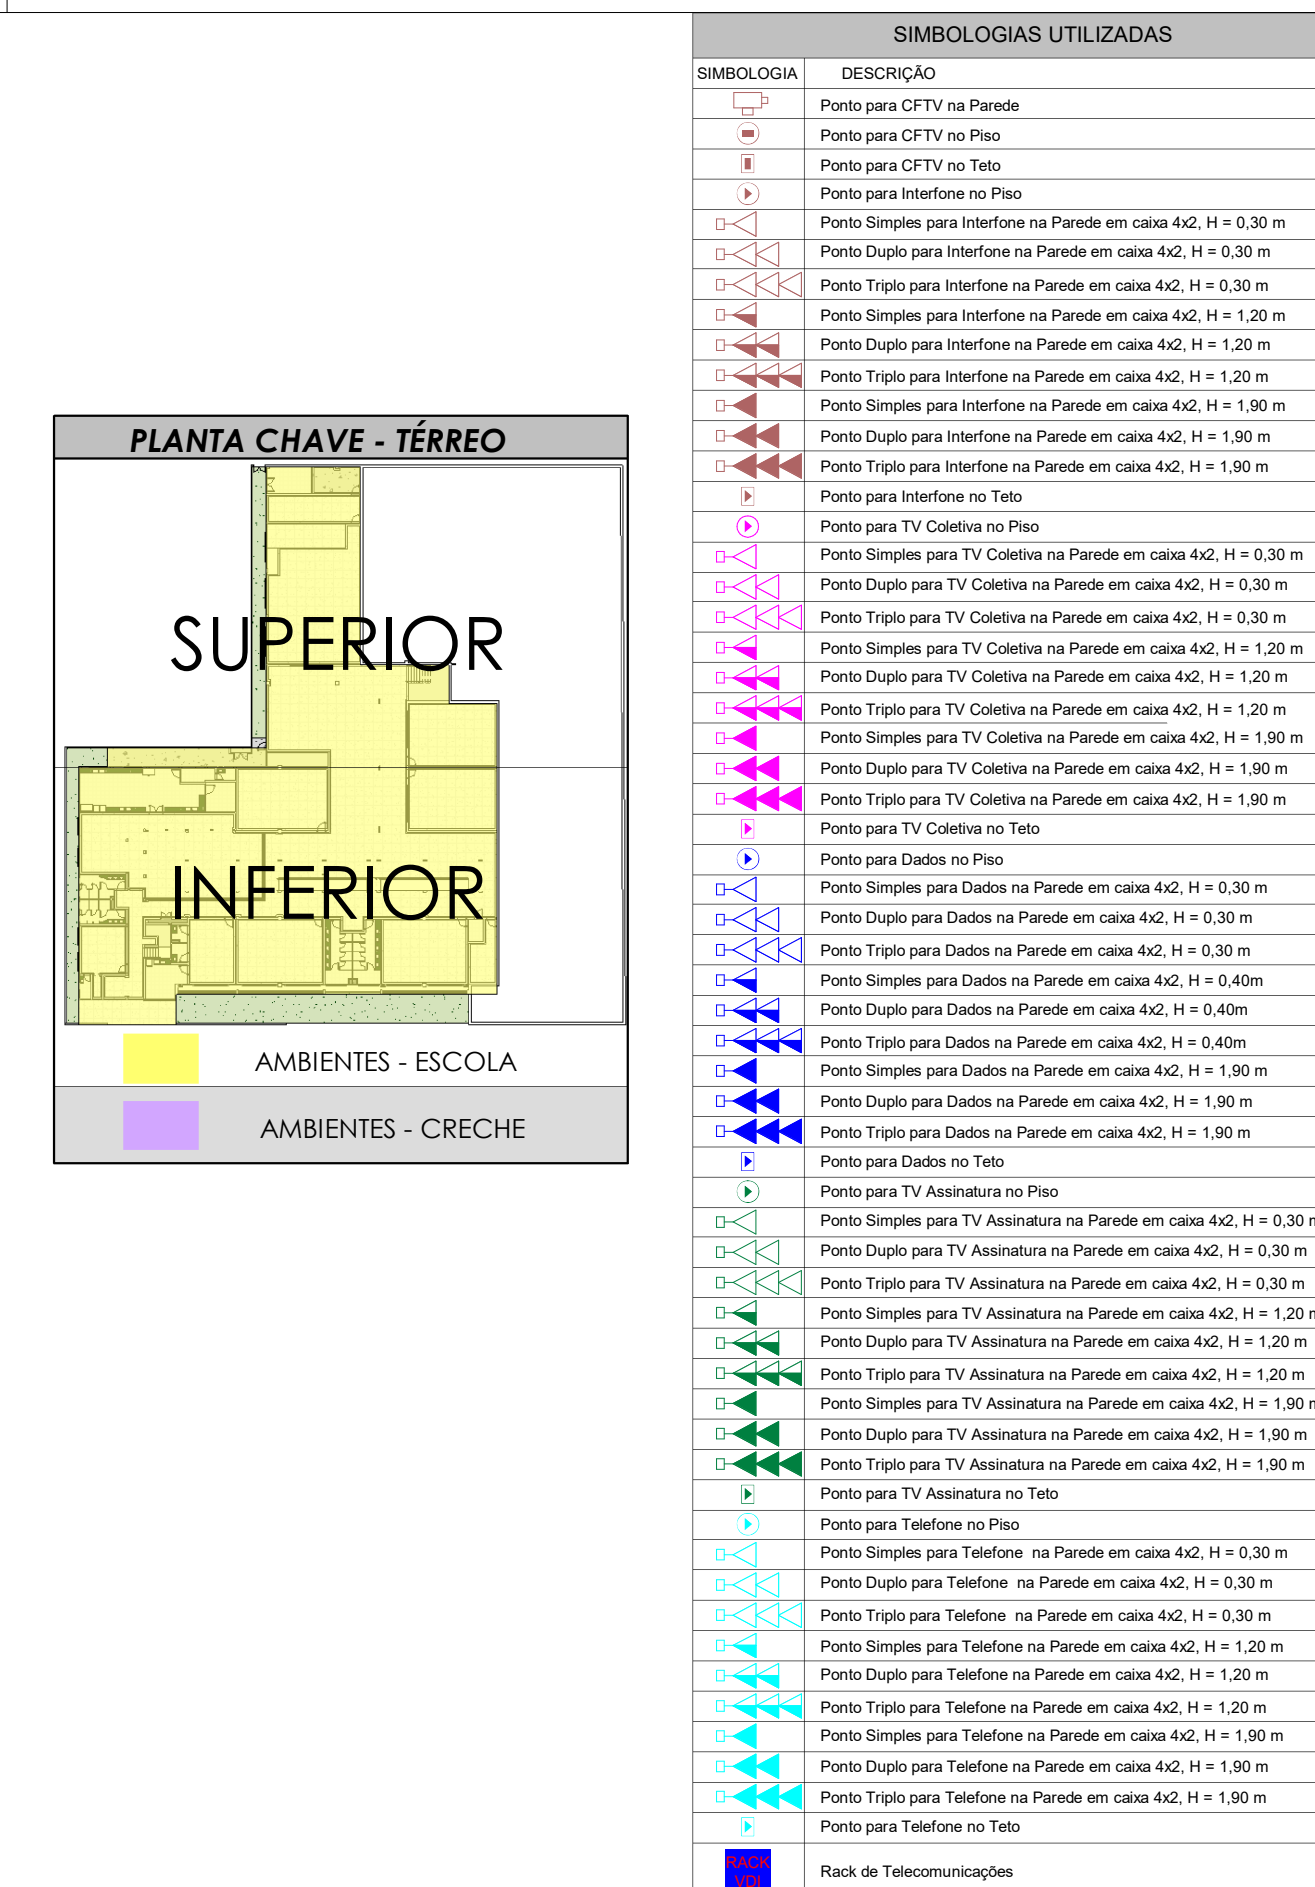 SIMBOLOGIAS UTILIZADAS
SIMBOLOGIA DESCRIÇÃO
Ponto para CFTV na Parede
Ponto para CFTV no Piso
Ponto para CFTV no Teto
Ponto para Interfone no Piso
Ponto Simples para Interfone na Parede em caixa 4x2, H = 0,30 m
Ponto Duplo para Interfone na Parede em caixa 4x2, H = 0,30 m
Ponto Triplo para Interfone na Parede em caixa 4x2, H = 0,30 m
Ponto Simples para Interfone na Parede em caixa 4x2, H = 1,20 m
Ponto Duplo para Interfone na Parede em caixa 4x2, H = 1,20 m
Ponto Triplo para Interfone na Parede em caixa 4x2, H = 1,20 m
Ponto Simples para Interfone na Parede em caixa 4x2, H = 1,90 m
Ponto Duplo para Interfone na Parede em caixa 4x2, H = 1,90 m
Ponto Triplo para Interfone na Parede em caixa 4x2, H = 1,90 m
Ponto para Interfone no Teto
Ponto para TV Coletiva no Piso
Ponto Simples para TV Coletiva na Parede em caixa 4x2, H = 0,30 m
Ponto Duplo para TV Coletiva na Parede em caixa 4x2, H = 0,30 m
Ponto Triplo para TV Coletiva na Parede em caixa 4x2, H = 0,30 m
Ponto Simples para TV Coletiva na Parede em caixa 4x2, H = 1,20 m
Ponto Duplo para TV Coletiva na Parede em caixa 4x2, H = 1,20 m
Ponto Triplo para TV Coletiva na Parede em caixa 4x2, H = 1,20 m
Ponto Simples para TV Coletiva na Parede em caixa 4x2, H = 1,90 m
Ponto Duplo para TV Coletiva na Parede em caixa 4x2, H = 1,90 m
Ponto Triplo para TV Coletiva na Parede em caixa 4x2, H = 1,90 m
Ponto para TV Coletiva no Teto
Ponto para Dados no Piso
Ponto Simples para Dados na Parede em caixa 4x2, H = 0,30 m
Ponto Duplo para Dados na Parede em caixa 4x2, H = 0,30 m
Ponto Triplo para Dados na Parede em caixa 4x2, H = 0,30 m
Ponto Simples para Dados na Parede em caixa 4x2, H = 0,40m
Ponto Duplo para Dados na Parede em caixa 4x2, H = 0,40m
Ponto Triplo para Dados na Parede em caixa 4x2, H = 0,40m
Ponto Simples para Dados na Parede em caixa 4x2, H = 1,90 m
Ponto Duplo para Dados na Parede em caixa 4x2, H = 1,90 m
Ponto Triplo para Dados na Parede em caixa 4x2, H = 1,90 m
Ponto para Dados no Teto
Ponto para TV Assinatura no Piso
Ponto Simples para TV Assinatura na Parede em caixa 4x2, H = 0,30 m
Ponto Duplo para TV Assinatura na Parede em caixa 4x2, H = 0,30 m
Ponto Triplo para TV Assinatura na Parede em caixa 4x2, H = 0,30 m
Ponto Simples para TV Assinatura na Parede em caixa 4x2, H = 1,20 m
Ponto Duplo para TV Assinatura na Parede em caixa 4x2, H = 1,20 m
Ponto Triplo para TV Assinatura na Parede em caixa 4x2, H = 1,20 m
Ponto Simples para TV Assinatura na Parede em caixa 4x2, H = 1,90 m
Ponto Duplo para TV Assinatura na Parede em caixa 4x2, H = 1,90 m
Ponto Triplo para TV Assinatura na Parede em caixa 4x2, H = 1,90 m
Ponto para TV Assinatura no Teto
Ponto para Telefone no Piso
Ponto Simples para Telefone na Parede em caixa 4x2, H = 0,30 m
Ponto Duplo para Telefone na Parede em caixa 4x2, H = 0,30 m
Ponto Triplo para Telefone na Parede em caixa 4x2, H = 0,30 m
Ponto Simples para Telefone na Parede em caixa 4x2, H = 1,20 m
Ponto Duplo para Telefone na Parede em caixa 4x2, H = 1,20 m
Ponto Triplo para Telefone na Parede em caixa 4x2, H = 1,20 m
Ponto Simples para Telefone na Parede em caixa 4x2, H = 1,90 m
Ponto Duplo para Telefone na Parede em caixa 4x2, H = 1,90 m
Ponto Triplo para Telefone na Parede em caixa 4x2, H = 1,90 m
Ponto para Telefone no Teto
RACK
VDI
Rack de Telecomunicações
PLANTA CHAVE - TÉRREO
SUPERIOR
INFERIOR
AMBIENTES - ESCOLA
AMBIENTES - CRECHE